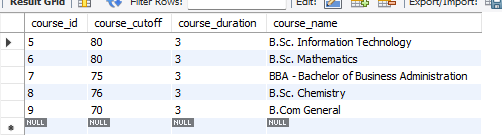 Result Grid Filter Rows: Edit: Export/Import:
course_id course_cutoff course_duration course_name
5 80 3 B.Sc. Information Technology
6 80 3 B.Sc. Mathematics
7 75 3 BBA - Bachelor of Business Administration
8 76 3 B.Sc. Chemistry
9 70 3 B.Com General
NULL NULL NULL NULL